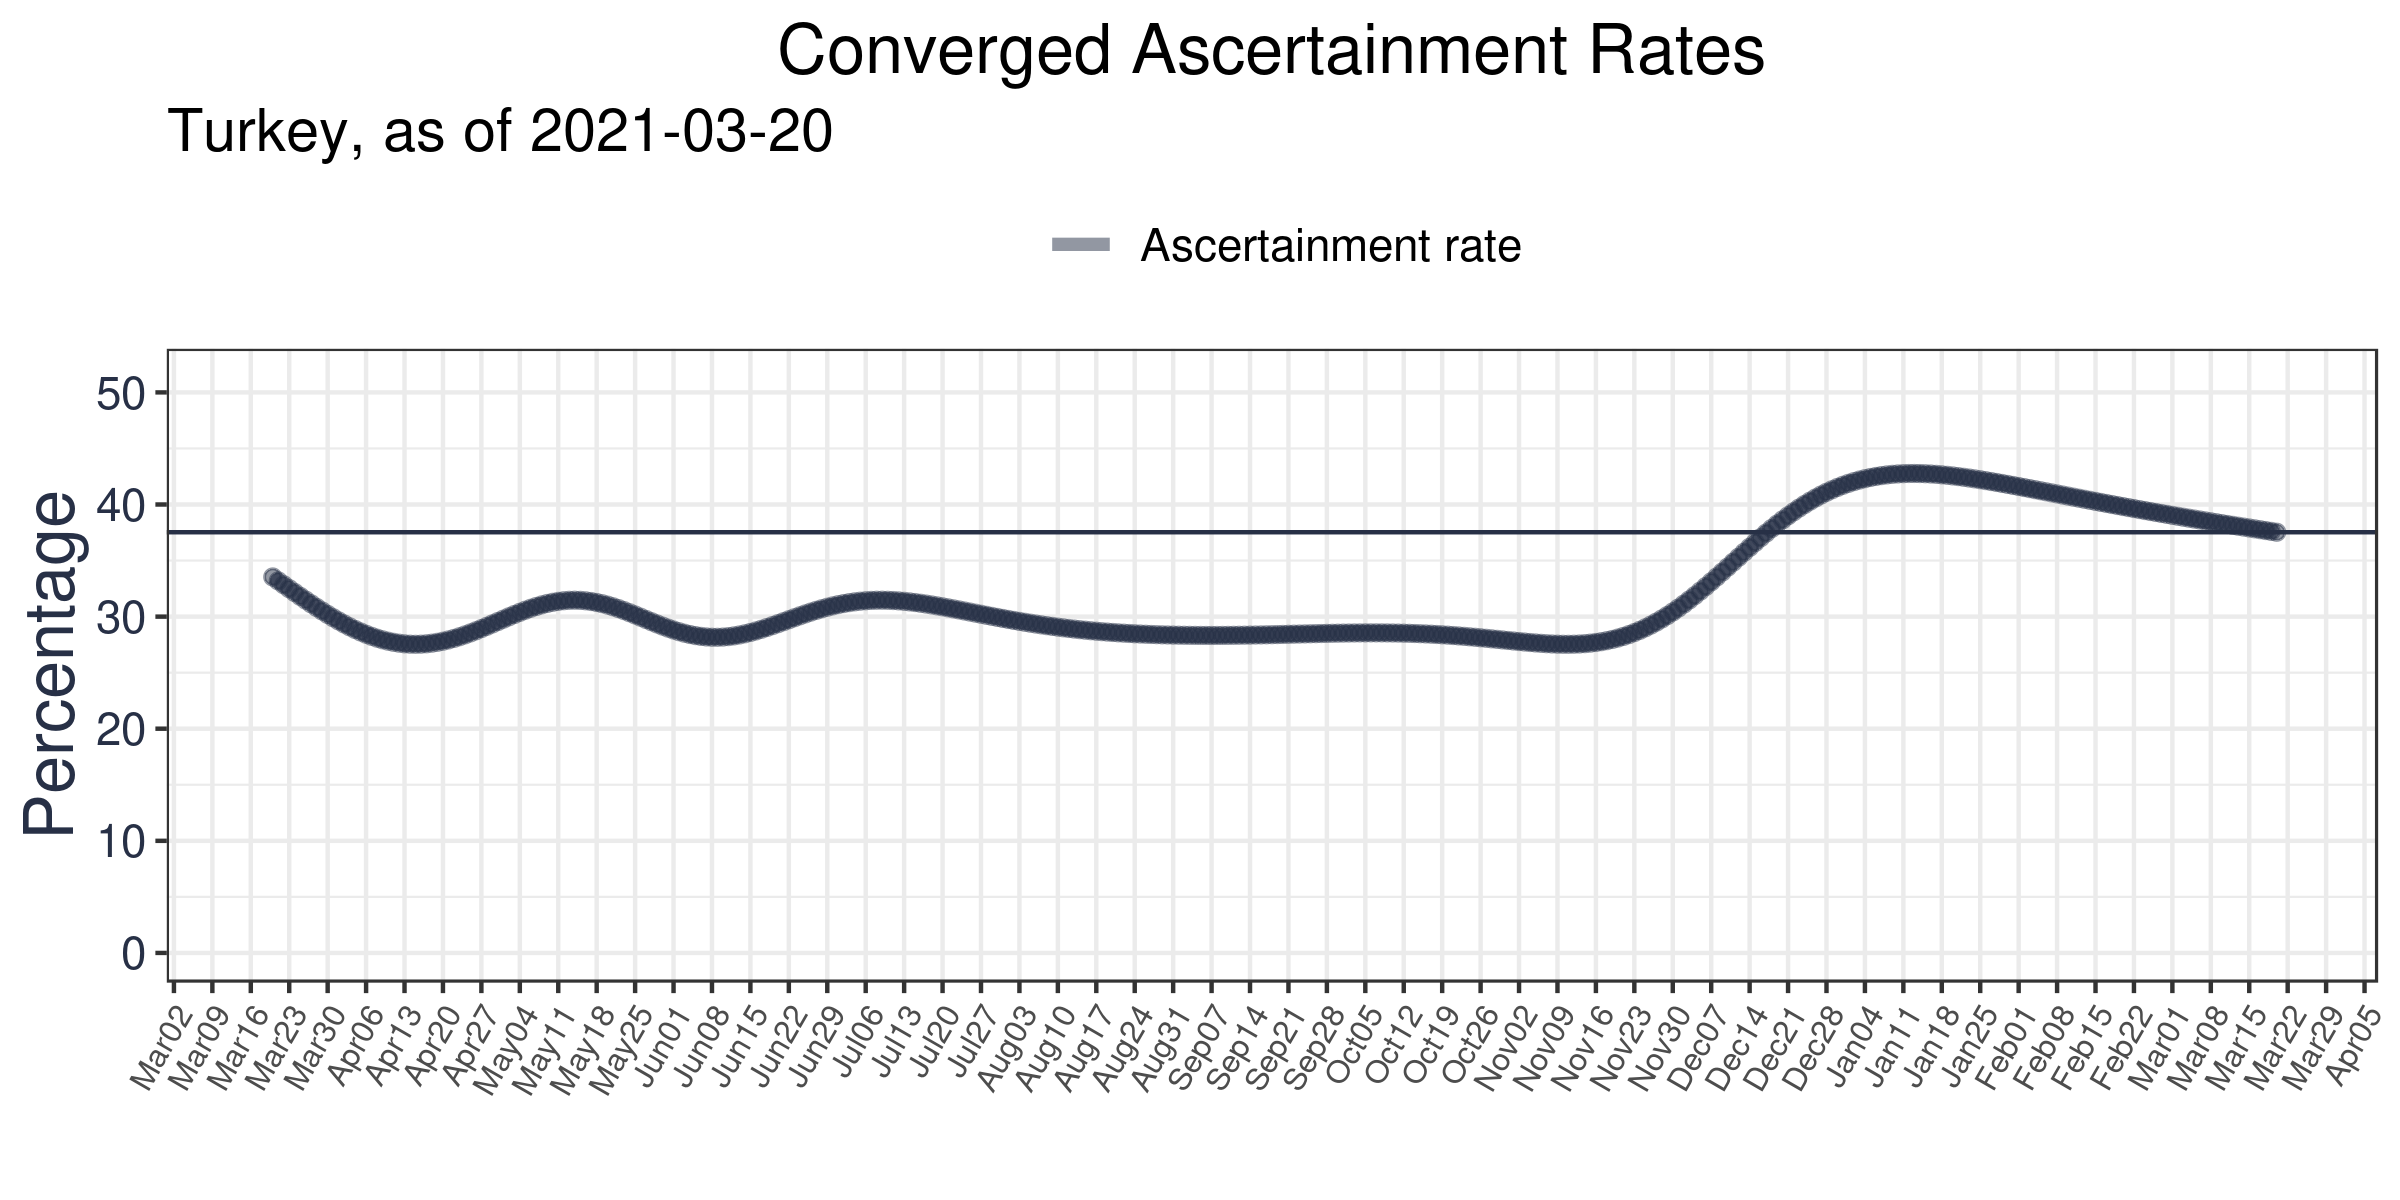 Converged Ascertainment Rates
Turkey, as of 2021-03-20
Ascertainment rate
Percentage
50
40
30
20
10
0
Mar02
Mar09
Mar16
Mar23
Mar30
Apr06
Apr13
Apr20
Apr27
May04
May11
May18
May25
Jun01
Jun08
Jun15
Jun22
Jun29
Jul06
Jul13
Jul20
Jul27
Aug03
Aug10
Aug17
Aug24
Aug31
Sep07
Sep14
Sep21
Sep28
Oct05
Oct12
Oct19
Oct26
Nov02
Nov09
Nov16
Nov23
Nov30
Dec07
Dec14
Dec21
Dec28
Jan04
Jan11
Jan18
Jan25
Feb01
Feb08
Feb15
Feb22
Mar01
Mar08
Mar15
Mar22
Mar29
Apr05